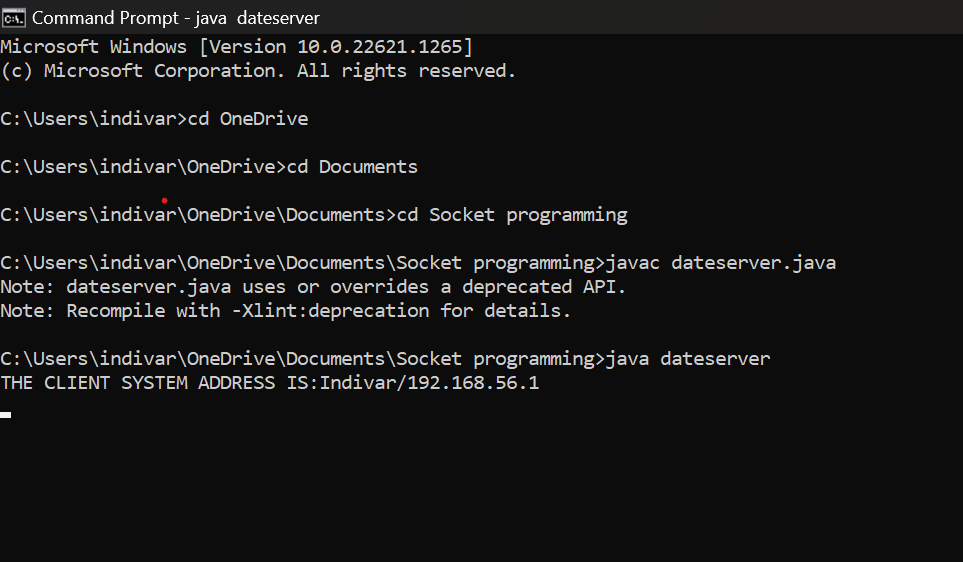 Command Prompt - java  dateserver
Microsoft Windows [Version 10.0.22621.1265]
(c) Microsoft Corporation. All rights reserved.
C:\Users\indivar>cd OneDrive
C:\Users\indivar\OneDrive>cd Documents
C:\Users\indivar\OneDrive\Documents>cd Socket programming
C:\Users\indivar\OneDrive\Documents\Socket programming>javac dateserver.java
Note: dateserver.java uses or overrides a deprecated API.
Note: Recompile with -Xlint:deprecation for details.
C:\Users\indivar\OneDrive\Documents\Socket programming>java dateserver
THE CLIENT SYSTEM ADDRESS IS:Indivar/192.168.56.1